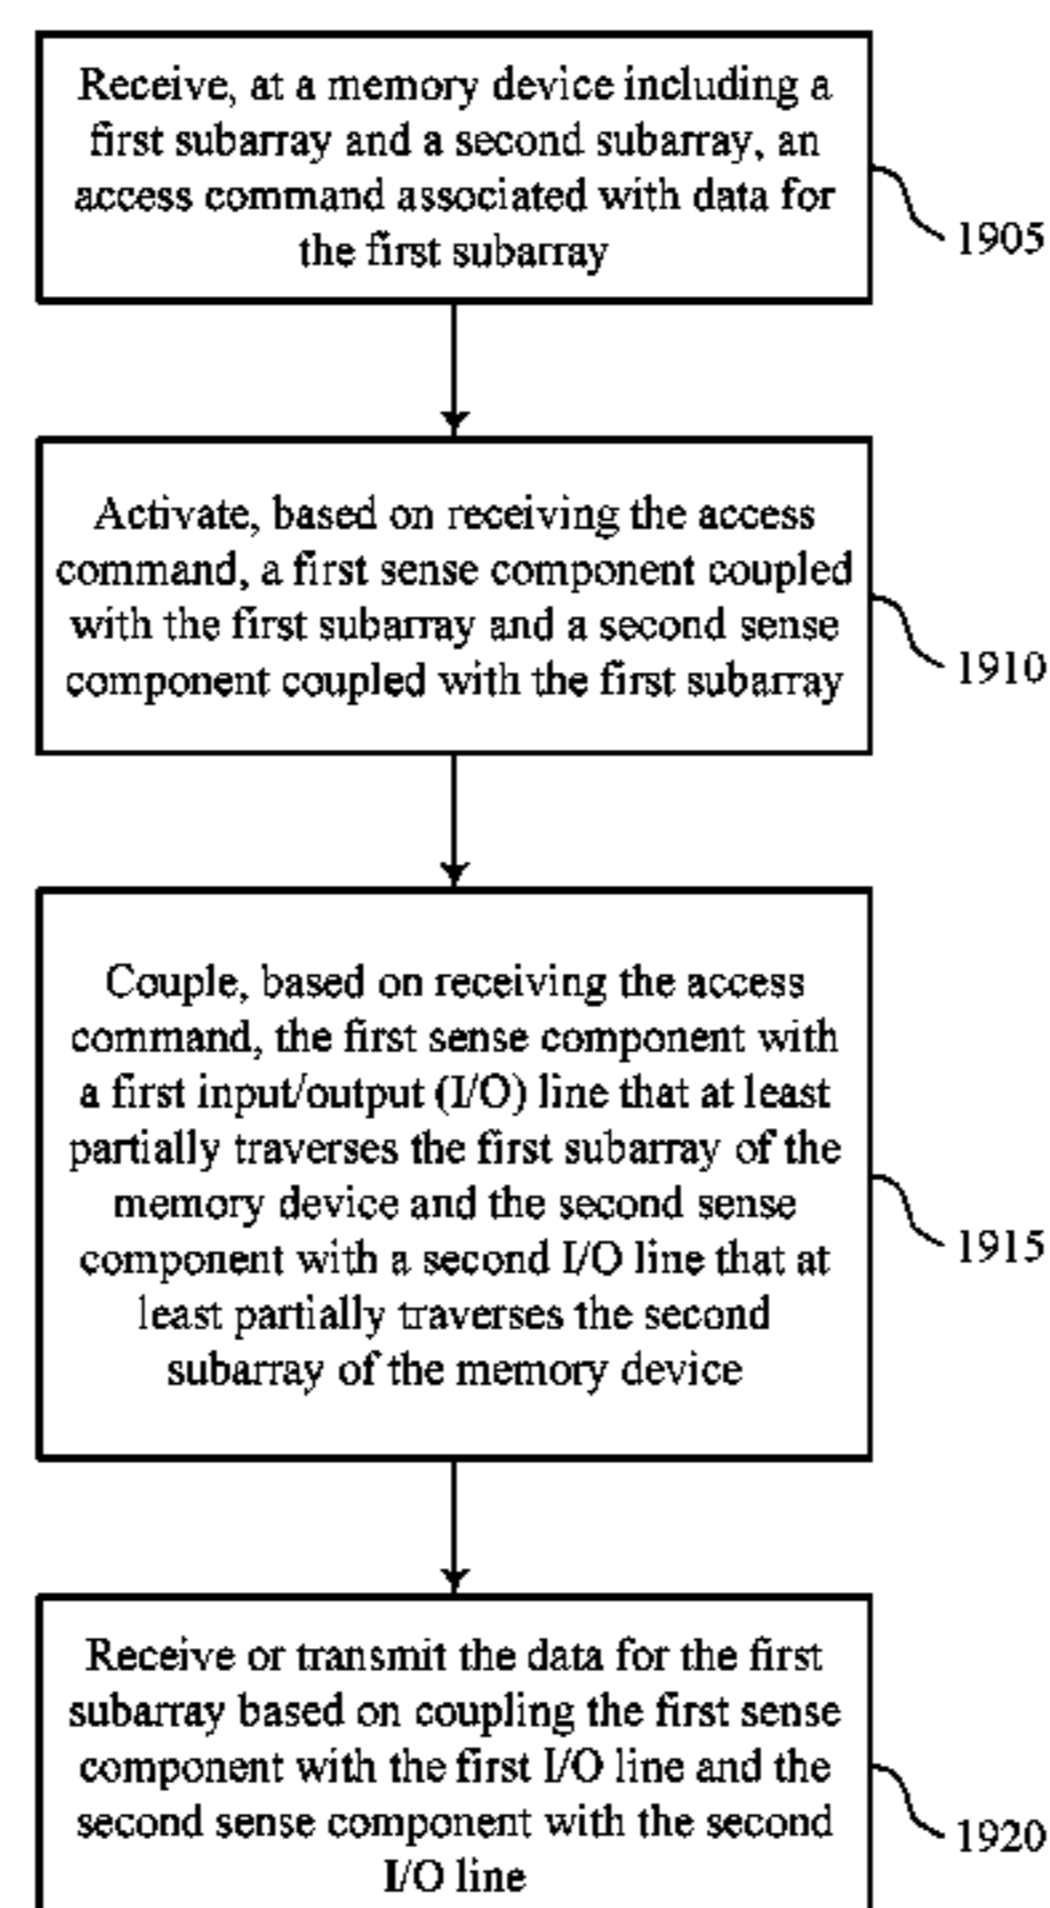 Receive, at a memory device including a
first subarray and a second subarray, an
access command associated with data for
the first subarray
1905
Activate, based on receiving the access
command, a first sense component coupled
with the first subarray and a second sense
component coupled with the first subarray
1910
Couple, based on receiving the access
command, the first sense component with
a first input/output (I/O) line that at least
partially traverses the first subarray of the
memory device and the second sense
component with a second I/O line that at
least partially traverses the second
subarray of the memory device
1915
Receive or transmit the data for the first
subarray based on coupling the first sense
component with the first I/O line and the
second sense component with the second
I/O line
1920